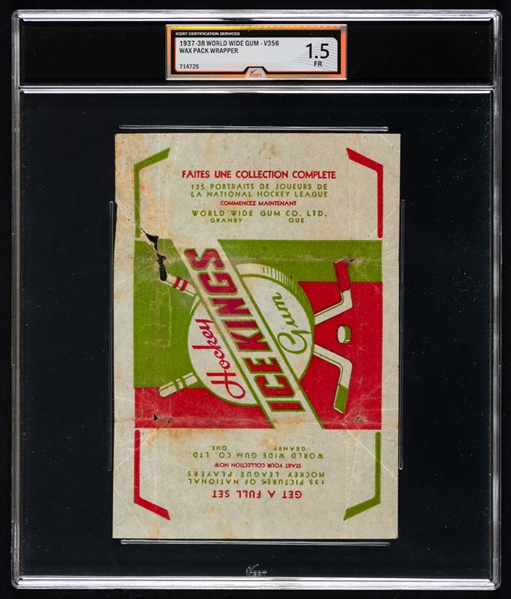 ICERT CERTIFICATION SERVICES
1937-38 WORLD WIDE GUM - V356
WAX PACK WRAPPER
714725
ICERT
1.5
FR
FAITES UNE COLLECTION COMPLETE
135 PORTRAITS DE JOUEURS DE
LA NATIONAL HOCKEY LEAGUE
COMMENCEZ MAINTENANT
WORLD WIDE GUM CO. LTD.
GRANBY QUE.
Hockey
ICE KINGS
Gum
GET A FULL SET
135 PICTURES OF NATIONAL
HOCKEY LEAGUE PLAYERS
START YOUR COLLECTION NOW
WORLD WIDE GUM CO. LTD
GRANBY QUE